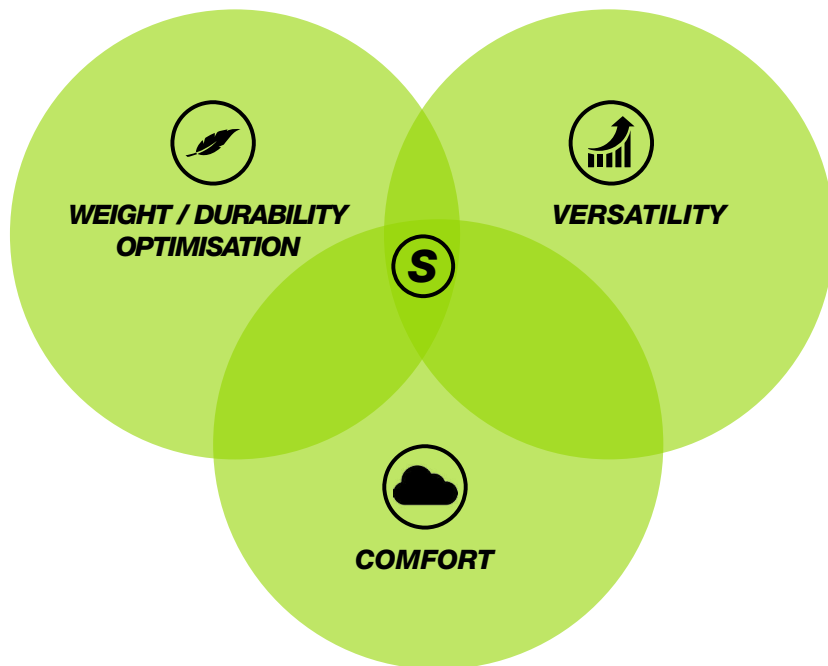 WEIGHT / DURABILITY
OPTIMISATION
VERSATILITY
S
COMFORT